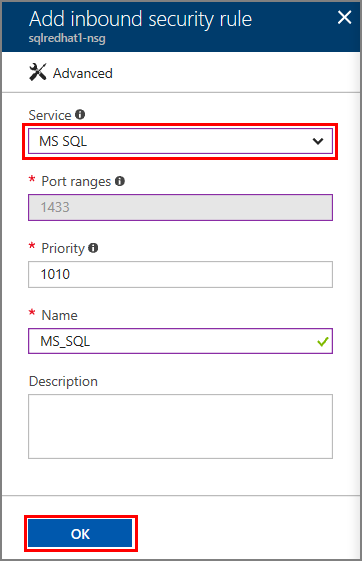 Add inbound security rule
sqlredhat1-nsg
Advanced
Service
MS SQL
* Port ranges
1433
* Priority
1010
* Name
MS_SQL
Description
OK